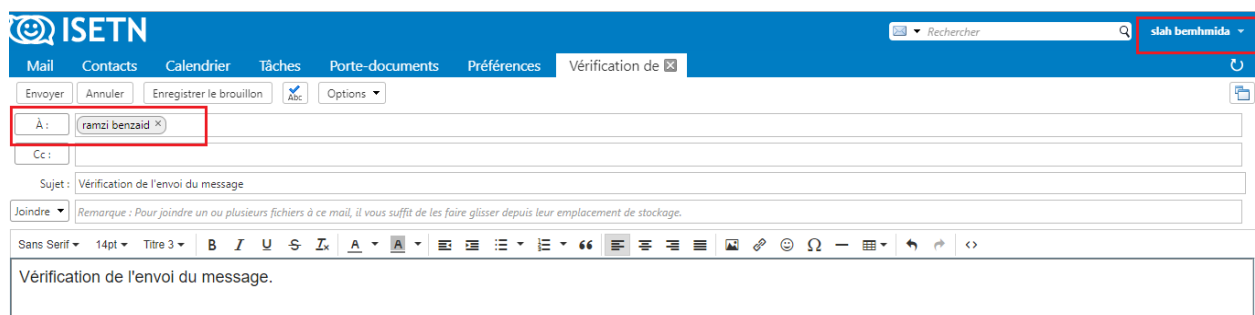 ISETN
Rechercher
slah bemhmida
Mail Contacts Calendrier Tâches Porte-documents Préférences Vérification de
Envoyer Annuler Enregistrer le brouillon Abc Options
À : ramzi benzaid ×
Cc :
Sujet : Vérification de l'envoi du message
Joindre Remarque : Pour joindre un ou plusieurs fichiers à ce mail, il vous suffit de les faire glisser depuis leur emplacement de stockage.
Sans Serif 14pt Titre 3 B I U S Ix A A “ Ω — <>
Vérification de l'envoi du message.